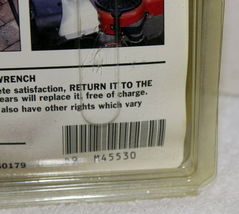 WRENCH
ete satisfaction, RETURN IT TO THE
ears will replace it, free of charge.
also have other rights which vary
M45530
60179